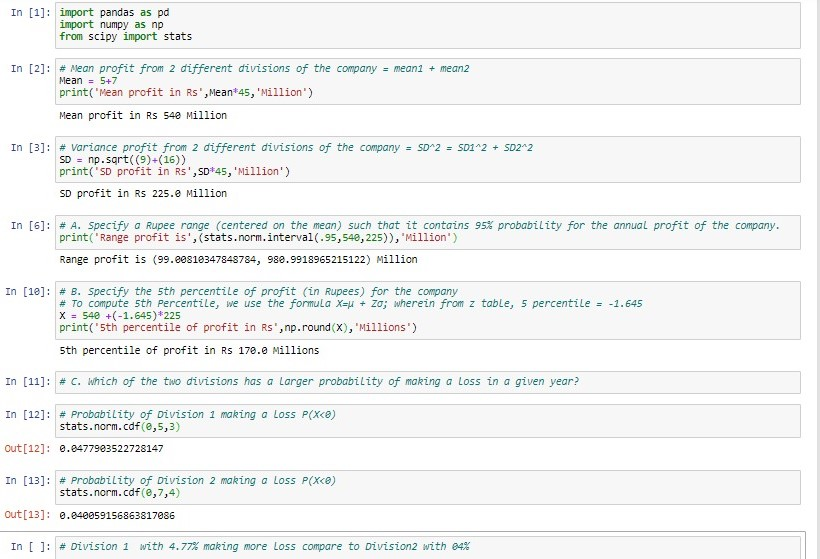 In [1]: import pandas as pd
import numpy as np
from scipy import stats
In [2]: # Mean profit from 2 different divisions of the company = mean1 + mean2
Mean = 5+7
print('Mean profit in Rs',Mean*45,'Million')
Mean profit in Rs 540 Million
In [3]: # Variance profit from 2 different divisions of the company = SD^2 = SD1^2 + SD2^2
SD = np.sqrt((9)+(16))
print('SD profit in Rs',SD*45,'Million')
SD profit in Rs 225.0 Million
In [6]: # A. Specify a Rupee range (centered on the mean) such that it contains 95% probability for the annual profit of the company.
print('Range profit is',(stats.norm.interval(.95,540,225)),'Million')
Range profit is (99.00810347848784, 980.9918965215122) Million
In [10]: # B. Specify the 5th percentile of profit (in Rupees) for the company
# To compute 5th Percentile, we use the formula X=μ + Zσ; wherein from z table, 5 percentile = -1.645
X = 540 +(-1.645)*225
print('5th percentile of profit in Rs',np.round(X),'Millions')
5th percentile of profit in Rs 170.0 Millions
In [11]: # C. Which of the two divisions has a larger probability of making a loss in a given year?
In [12]: # Probability of Division 1 making a loss P(X<0)
stats.norm.cdf(0,5,3)
Out[12]: 0.0477903522728147
In [13]: # Probability of Division 2 making a loss P(X<0)
stats.norm.cdf(0,7,4)
Out[13]: 0.040059156863817086
In [ ]: # Division 1  with 4.77% making more loss compare to Division2 with 04%